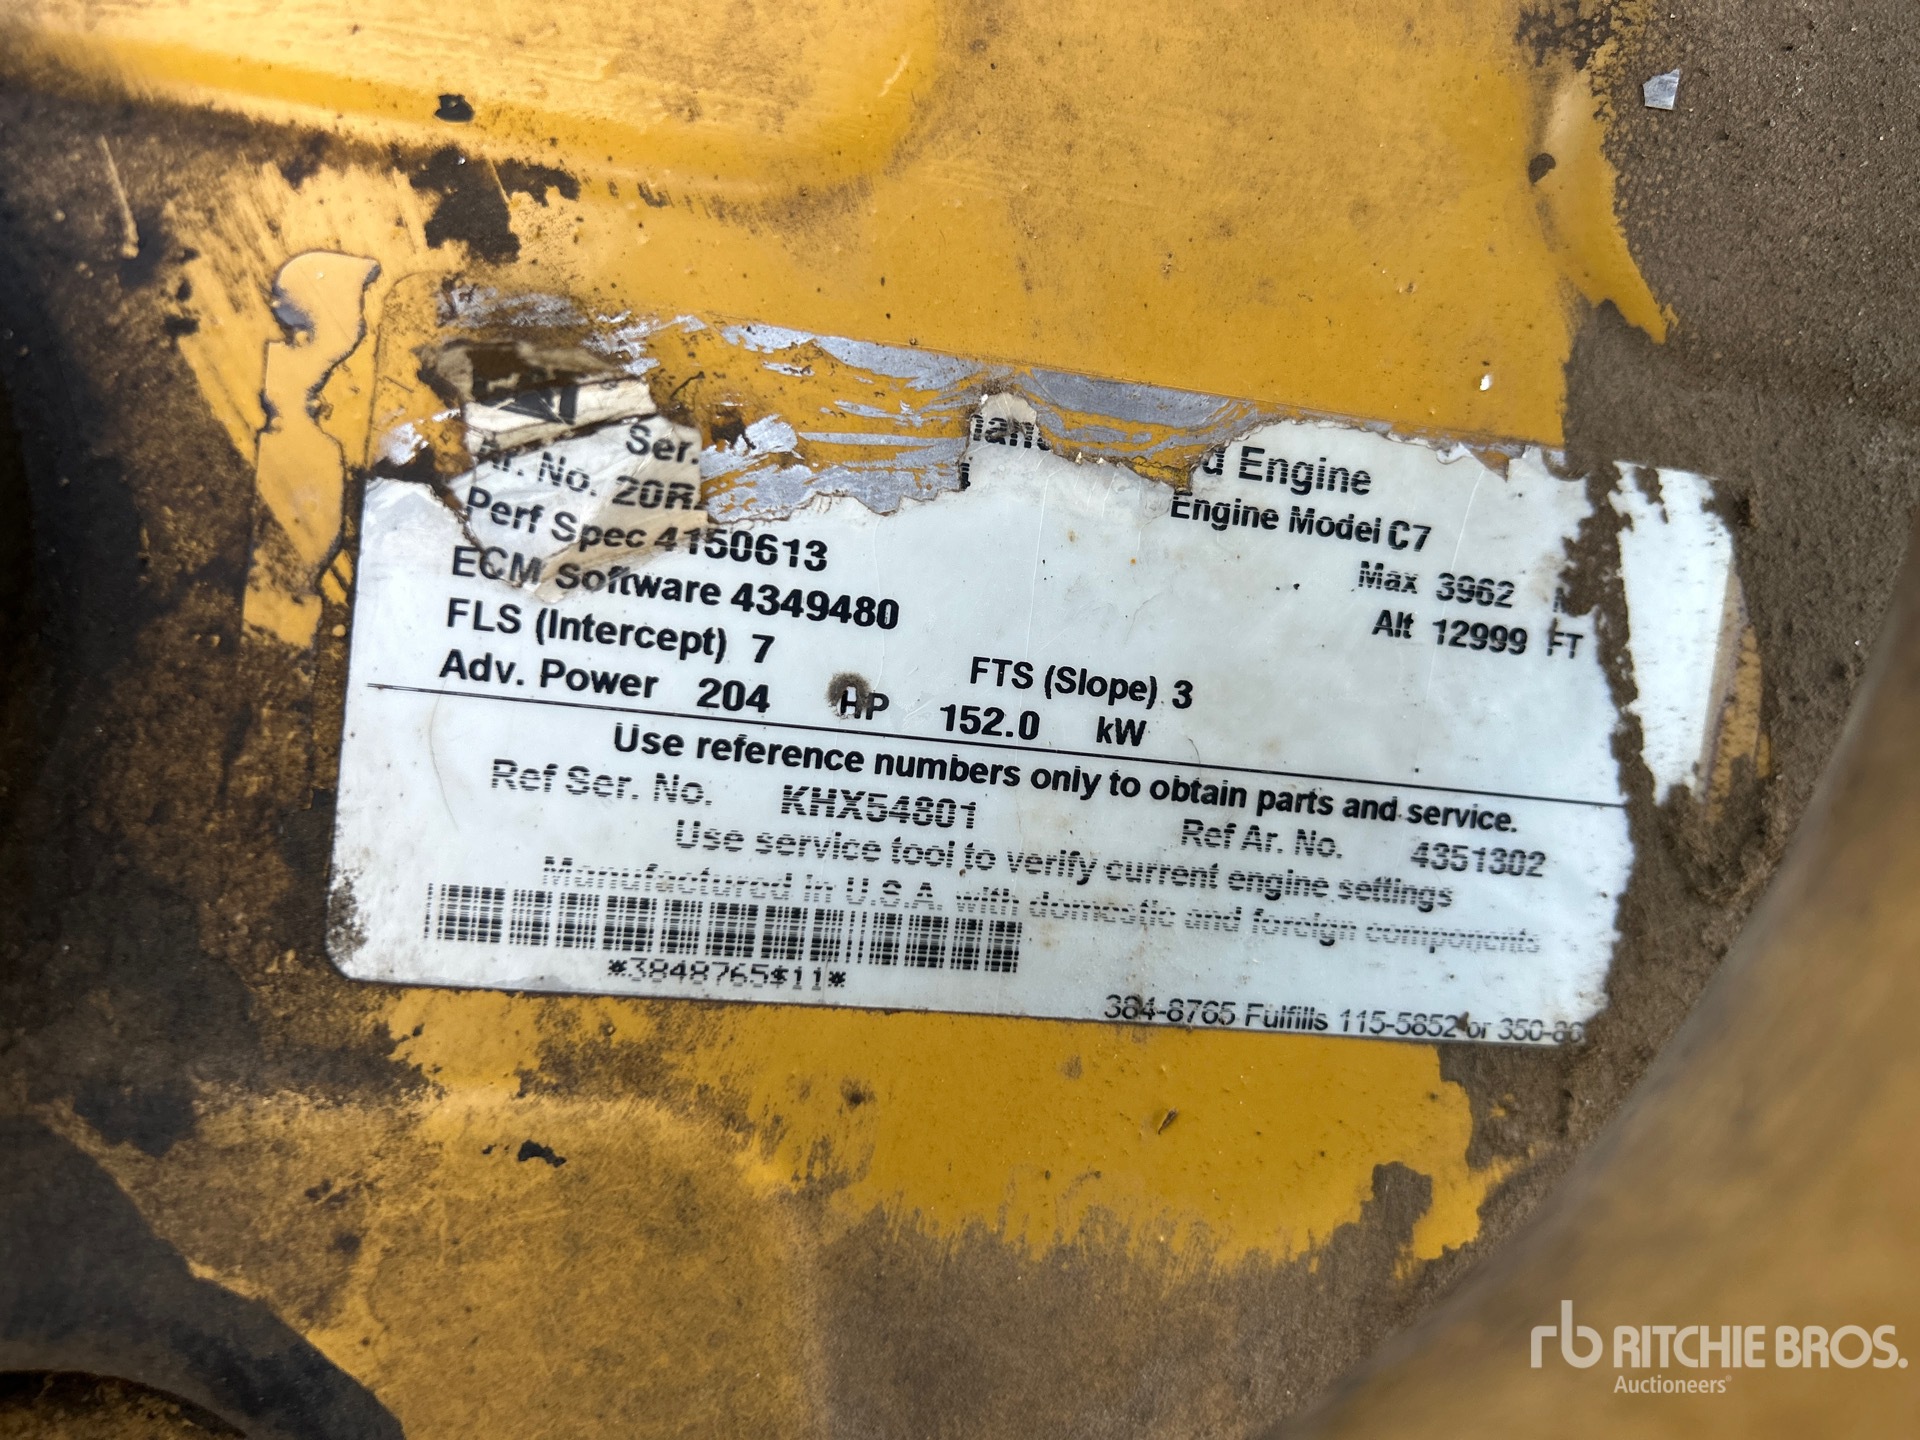 d Engine
Ser.
Engine Model C7
Ar. No. 20R
Max 3962
Perf Spec 4150613
Alt 12999 FT
ECM Software 4349480
FLS (Intercept) 7
FTS (Slope) 3
Adv. Power 204 HP 152.0 kW
Use reference numbers only to obtain parts and service.
Ref Ser. No. KHX54801
Ref Ar. No. 4351302
Use service tool to verify current engine settings
Manufactured in U.S.A. with domestic and foreign components
*3848765$11*
384-8765 Fulfills 115-5852 or 350-86
rb RITCHIE BROS.
Auctioneers